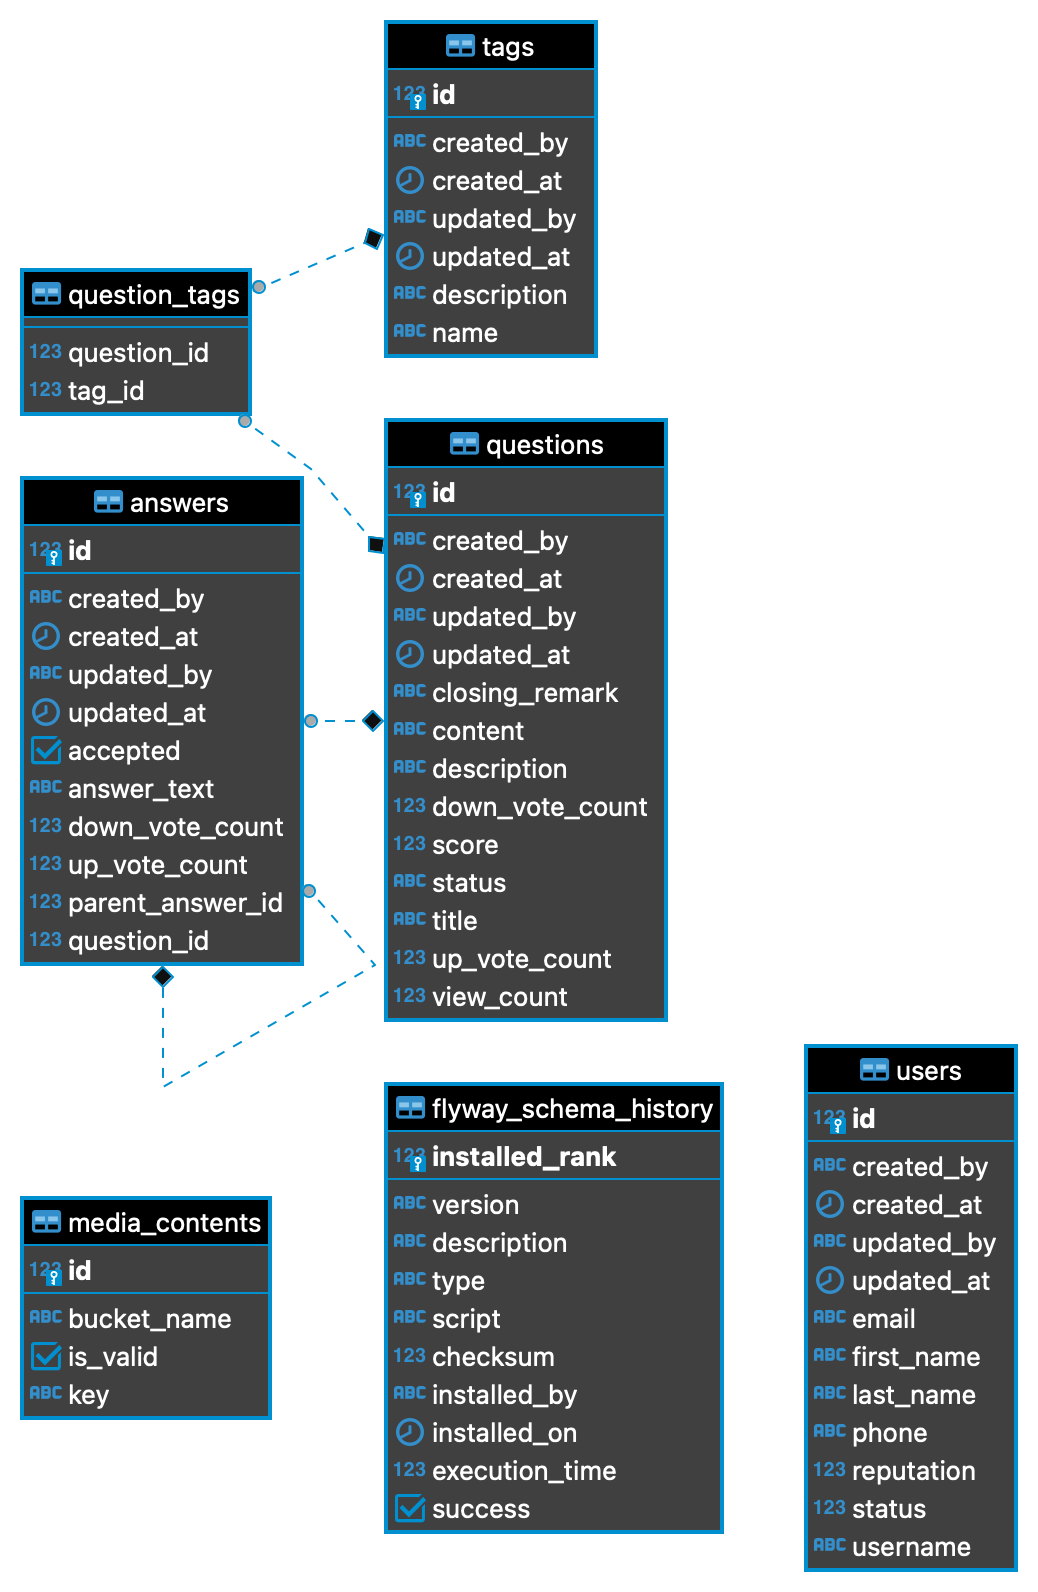 tags
123 id
ABC created_by
created_at
ABC updated_by
updated_at
ABC description
ABC name
question_tags
123 question_id
123 tag_id
questions
123 id
ABC created_by
created_at
ABC updated_by
updated_at
ABC closing_remark
ABC content
ABC description
123 down_vote_count
123 score
ABC status
ABC title
123 up_vote_count
123 view_count
answers
123 id
ABC created_by
created_at
ABC updated_by
updated_at
accepted
ABC answer_text
123 down_vote_count
123 up_vote_count
123 parent_answer_id
123 question_id
flyway_schema_history
123 installed_rank
ABC version
ABC description
ABC type
ABC script
123 checksum
ABC installed_by
installed_on
123 execution_time
success
users
123 id
ABC created_by
created_at
ABC updated_by
updated_at
ABC email
ABC first_name
ABC last_name
ABC phone
123 reputation
123 status
ABC username
media_contents
123 id
ABC bucket_name
is_valid
ABC key